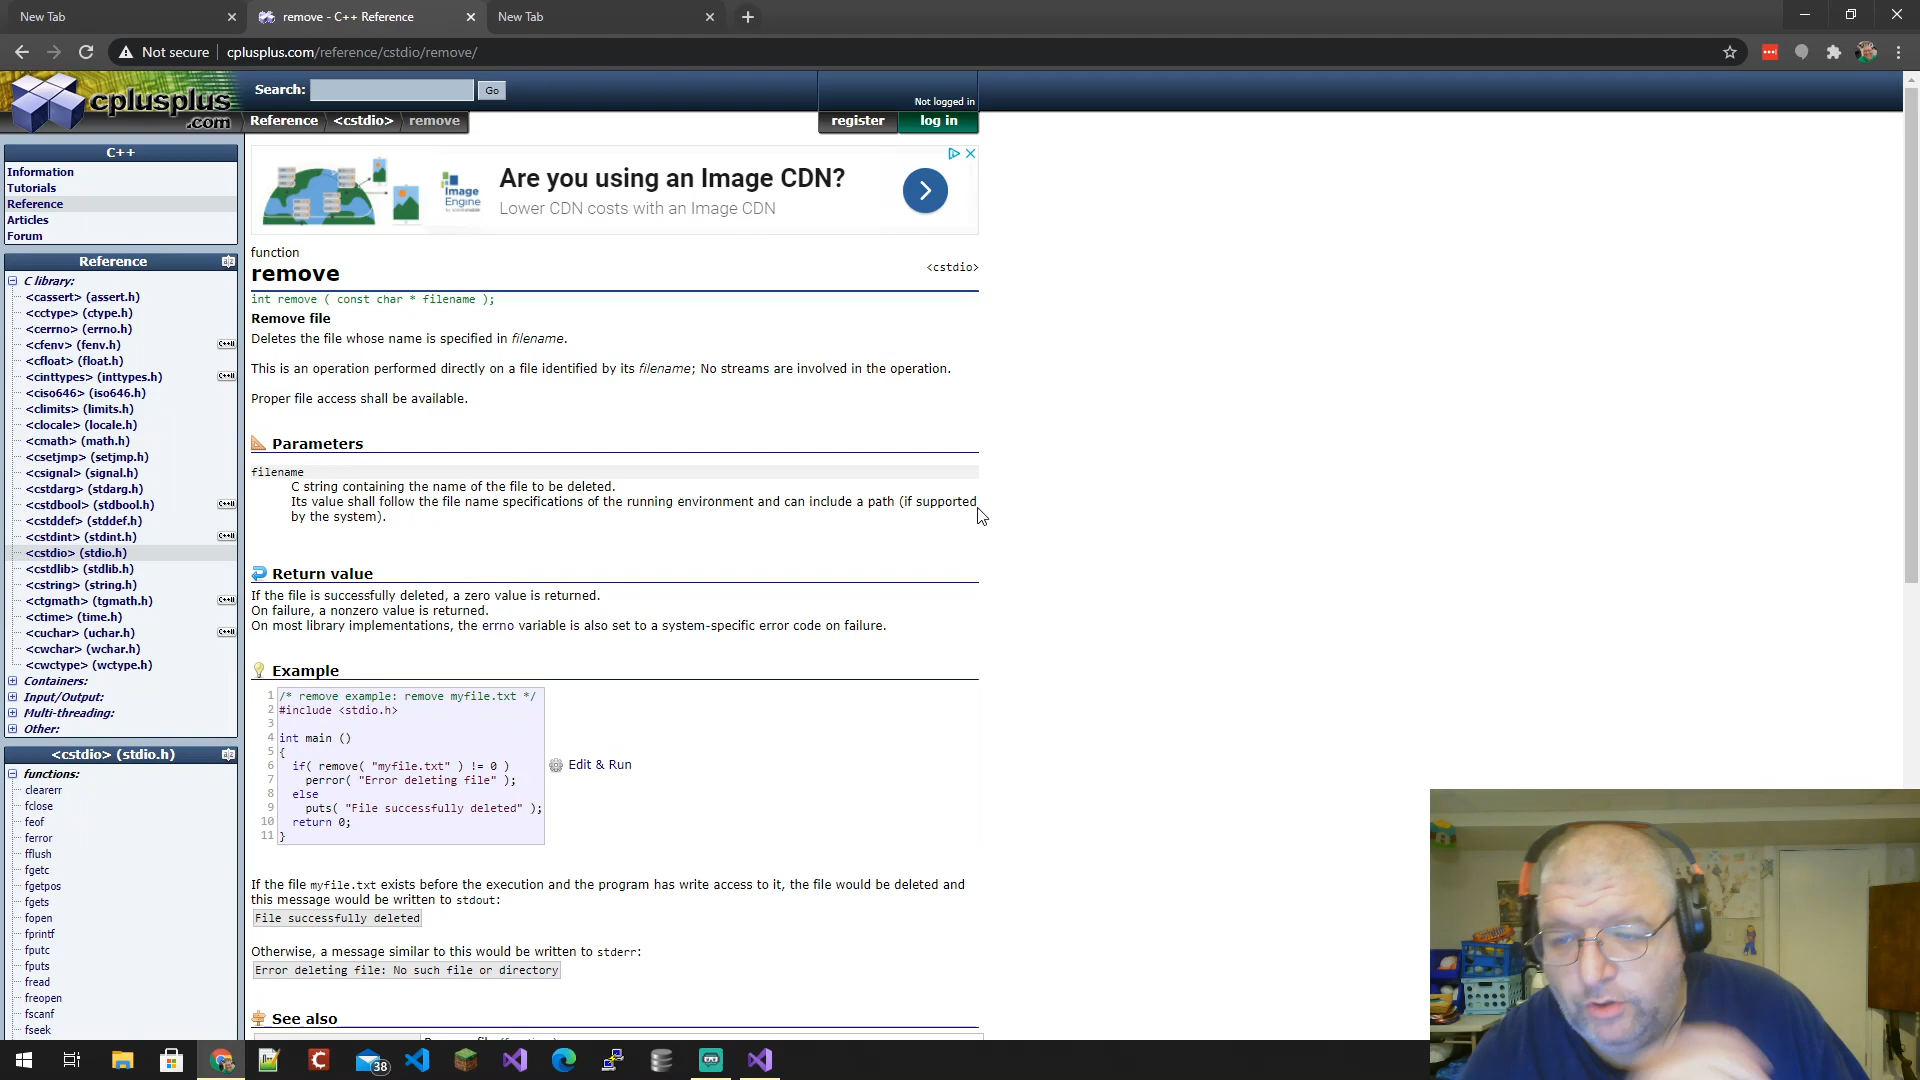 New Tab
remove - C++ Reference
New Tab
Not secure
cplusplus.com/reference/cstdio/remove/
cplusplus
.com
Search:
Go
Not logged in
Reference
<cstdio>
remove
register
log in
C++
Information
Tutorials
Reference
Articles
Forum
Reference
C library:
<cassert> (assert.h)
<cctype> (ctype.h)
<cerrno> (errno.h)
<cfenv> (fenv.h)
<cfloat> (float.h)
<cinttypes> (inttypes.h)
<ciso646> (iso646.h)
<climits> (limits.h)
<clocale> (locale.h)
<cmath> (math.h)
<csetjmp> (setjmp.h)
<csignal> (signal.h)
<cstdarg> (stdarg.h)
<cstdbool> (stdbool.h)
<cstddef> (stddef.h)
<cstdint> (stdint.h)
<cstdio> (stdio.h)
<cstdlib> (stdlib.h)
<cstring> (string.h)
<ctgmath> (tgmath.h)
<ctime> (time.h)
<cuchar> (uchar.h)
<cwchar> (wchar.h)
<cwctype> (wctype.h)
Containers:
Input/Output:
Multi-threading:
Other:
<cstdio> (stdio.h)
functions:
clearerr
fclose
feof
ferror
fflush
fgetc
fgetpos
fgets
fopen
fprintf
fputc
fputs
fread
freopen
fscanf
fseek
Image
Engine
Are you using an Image CDN?
Lower CDN costs with an Image CDN
function
remove
<cstdio>
int remove ( const char * filename );
Remove file
Deletes the file whose name is specified in filename.
This is an operation performed directly on a file identified by its filename; No streams are involved in the operation.
Proper file access shall be available.
Parameters
filename
C string containing the name of the file to be deleted.
Its value shall follow the file name specifications of the running environment and can include a path (if supported
by the system).
Return value
If the file is successfully deleted, a zero value is returned.
On failure, a nonzero value is returned.
On most library implementations, the errno variable is also set to a system-specific error code on failure.
Example
1 /* remove example: remove myfile.txt */
2 #include <stdio.h>
3
4 int main ()
5 {
6 if( remove( "myfile.txt" ) != 0 )
7 perror( "Error deleting file" );
8 else
9 puts( "File successfully deleted" );
10 return 0;
11 }
Edit & Run
If the file myfile.txt exists before the execution and the program has write access to it, the file would be deleted and
this message would be written to stdout:
File successfully deleted
Otherwise, a message similar to this would be written to stderr:
Error deleting file: No such file or directory
See also
38